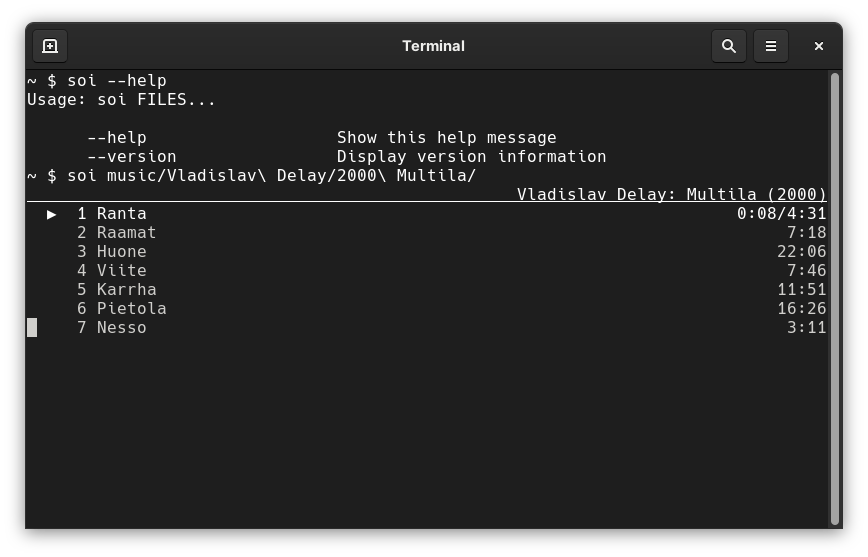 Terminal
~ $ soi --help
Usage: soi FILES...
--help Show this help message
--version Display version information
~ $ soi music/Vladislav\ Delay/2000\ Multila/
Vladislav Delay: Multila (2000)
▶ 1 Ranta 0:08/4:31
2 Raamat 7:18
3 Huone 22:06
4 Viite 7:46
5 Karrha 11:51
6 Pietola 16:26
7 Nesso 3:11